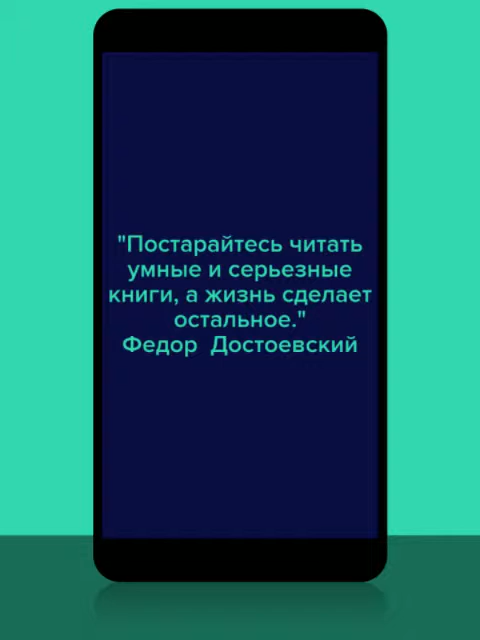 "Постарайтесь читать
умные и серьезные
книги, а жизнь сделает
остальное."
Федор  Достоевский